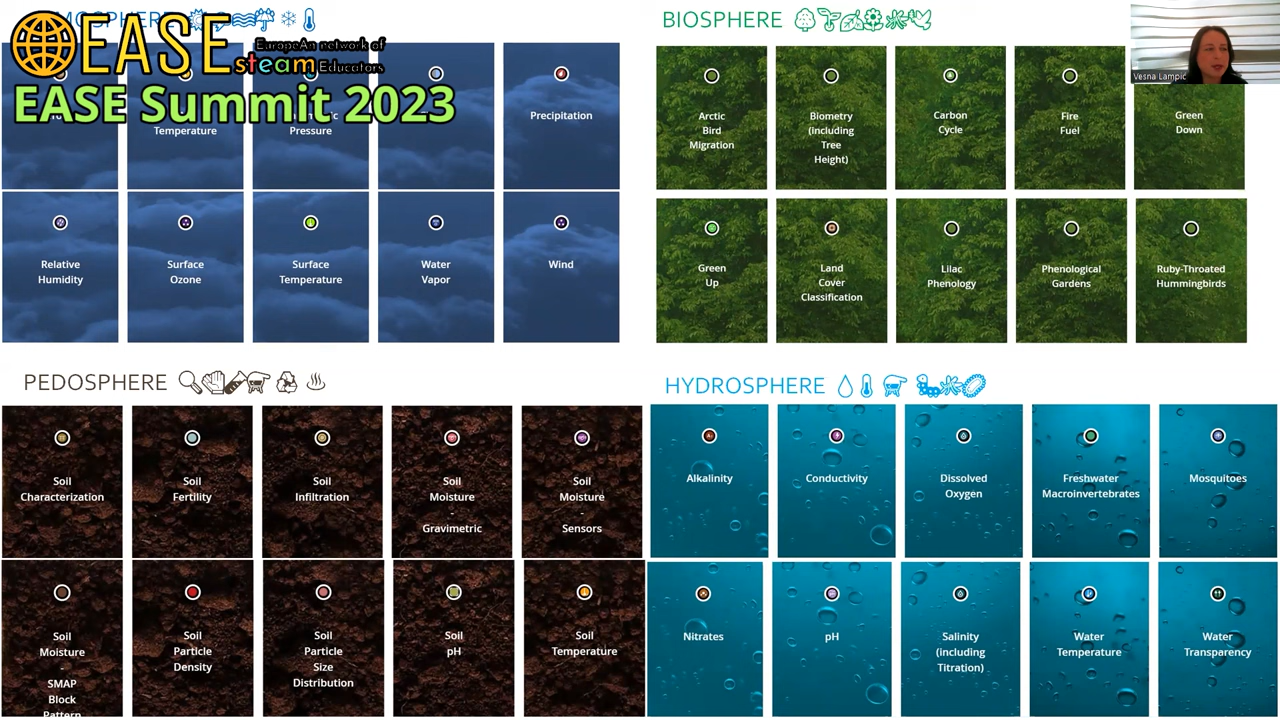 MOSPHERE
EASE
EuropeAn network of
steam Educators
EASE Summit 2023
Temperature
Pressure
Precipitation
Relative
Humidity
Surface
Ozone
Surface
Temperature
Water
Vapor
Wind
BIOSPHERE
Vesna Lampic
Arctic
Bird
Migration
Biometry
(including
Tree
Height)
Carbon
Cycle
Fire
Fuel
Green
Down
Green
Up
Land
Cover
Classification
Lilac
Phenology
Phenological
Gardens
Ruby-Throated
Hummingbirds
PEDOSPHERE
Soil
Characterization
Soil
Fertility
Soil
Infiltration
Soil
Moisture
-
Gravimetric
Soil
Moisture
-
Sensors
Soil
Moisture
-
SMAP
Block
Pattern
Soil
Particle
Density
Soil
Particle
Size
Distribution
Soil
pH
Soil
Temperature
HYDROSPHERE
Alkalinity
Conductivity
Dissolved
Oxygen
Freshwater
Macroinvertebrates
Mosquitoes
Nitrates
pH
Salinity
(including
Titration)
Water
Temperature
Water
Transparency